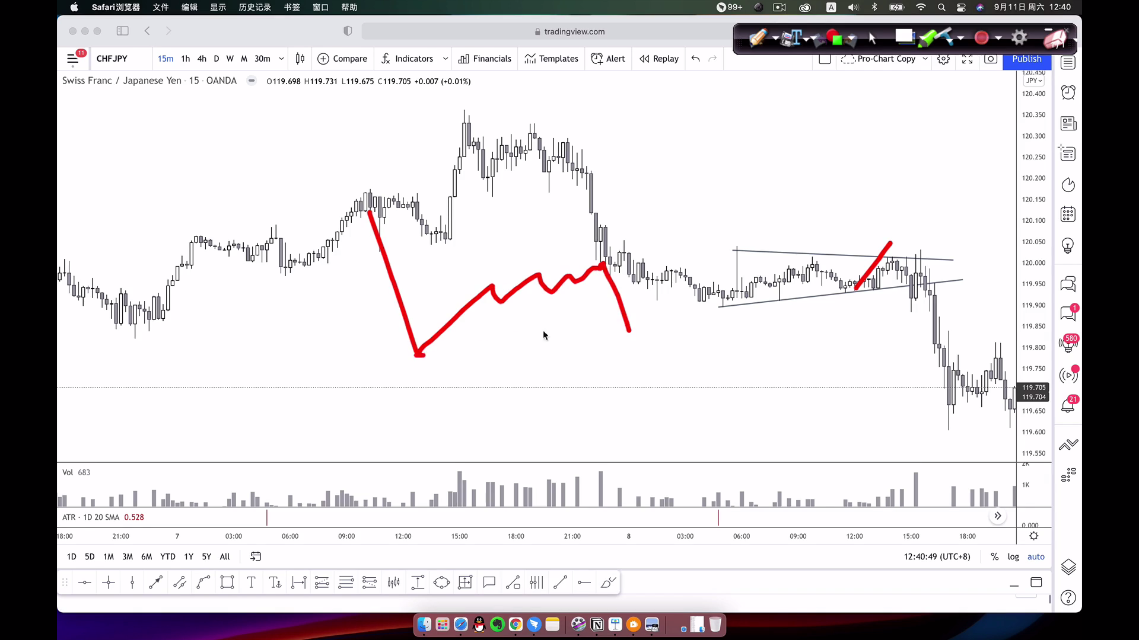 Safari浏览器 文件 编辑 显示 历史记录 书签 窗口 帮助 99+ A 9月11日 周六 12:40
tradingview.com
11 CHFJPY 15m 1h 4h D W M 30m Compare Indicators Financials Templates Alert Replay Pro-Chart Copy Publish
Swiss Franc / Japanese Yen · 15 · OANDA O119.698 H119.731 L119.675 C119.705 +0.007 (+0.01%)
120.450
JPY
120.400
120.350
120.300
120.250
120.200
120.150
120.100
120.050
120.000
119.950
119.900
119.850
119.800
119.750
119.705
119.704
119.650
119.600
119.550
1
580
21
Vol 683
2K
1K
ATR · 1D 20 SMA 0.528
0.000
18:00 21:00 7 03:00 06:00 09:00 12:00 15:00 18:00 21:00 8 03:00 06:00 09:00 12:00 15:00 18:00
1D 5D 1M 3M 6M YTD 1Y 5Y All 12:40:49 (UTC+8) % log auto